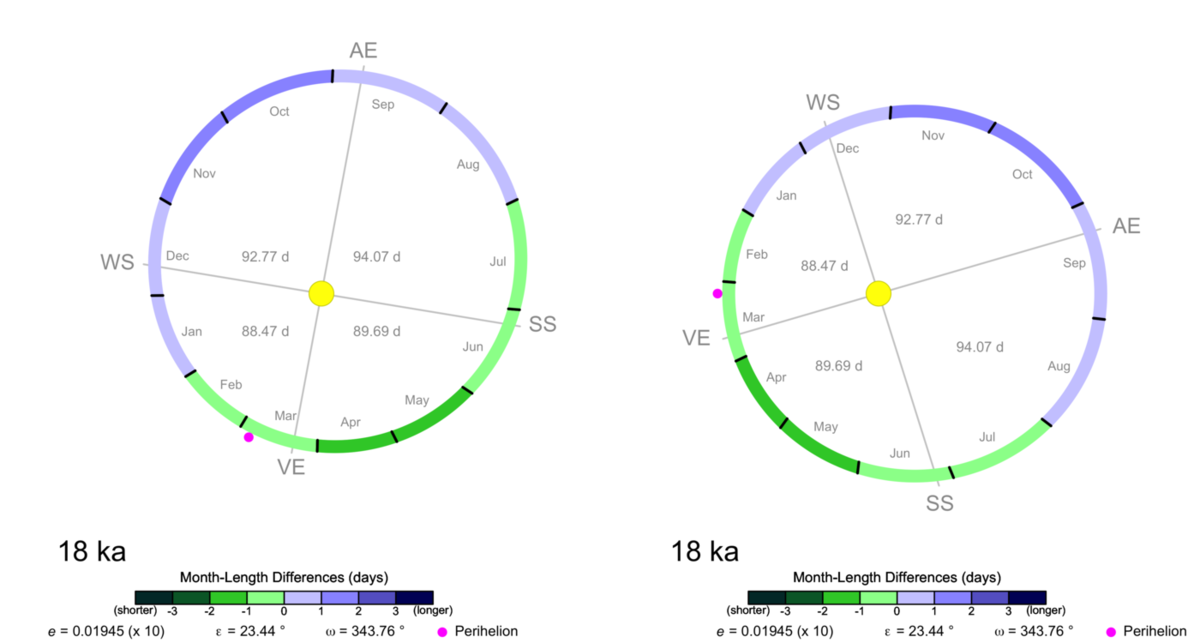 AE
Sep
Oct
Aug
Nov
WS
Dec
92.77 d
94.07 d
Jul
SS
Jan
88.47 d
89.69 d
Jun
Feb
May
Mar
Apr
VE
18 ka
Month-Length Differences (days)
(shorter) -3 -2 -1 0 1 2 3 (longer)
e = 0.01945 (x 10) ε = 23.44 ° ω = 343.76 ° Perihelion
WS
Nov
Dec
Oct
Jan
92.77 d
AE
Feb
88.47 d
Sep
Mar
VE
94.07 d
Apr
89.69 d
Aug
May
Jul
Jun
SS
18 ka
Month-Length Differences (days)
(shorter) -3 -2 -1 0 1 2 3 (longer)
e = 0.01945 (x 10) ε = 23.44 ° ω = 343.76 ° Perihelion